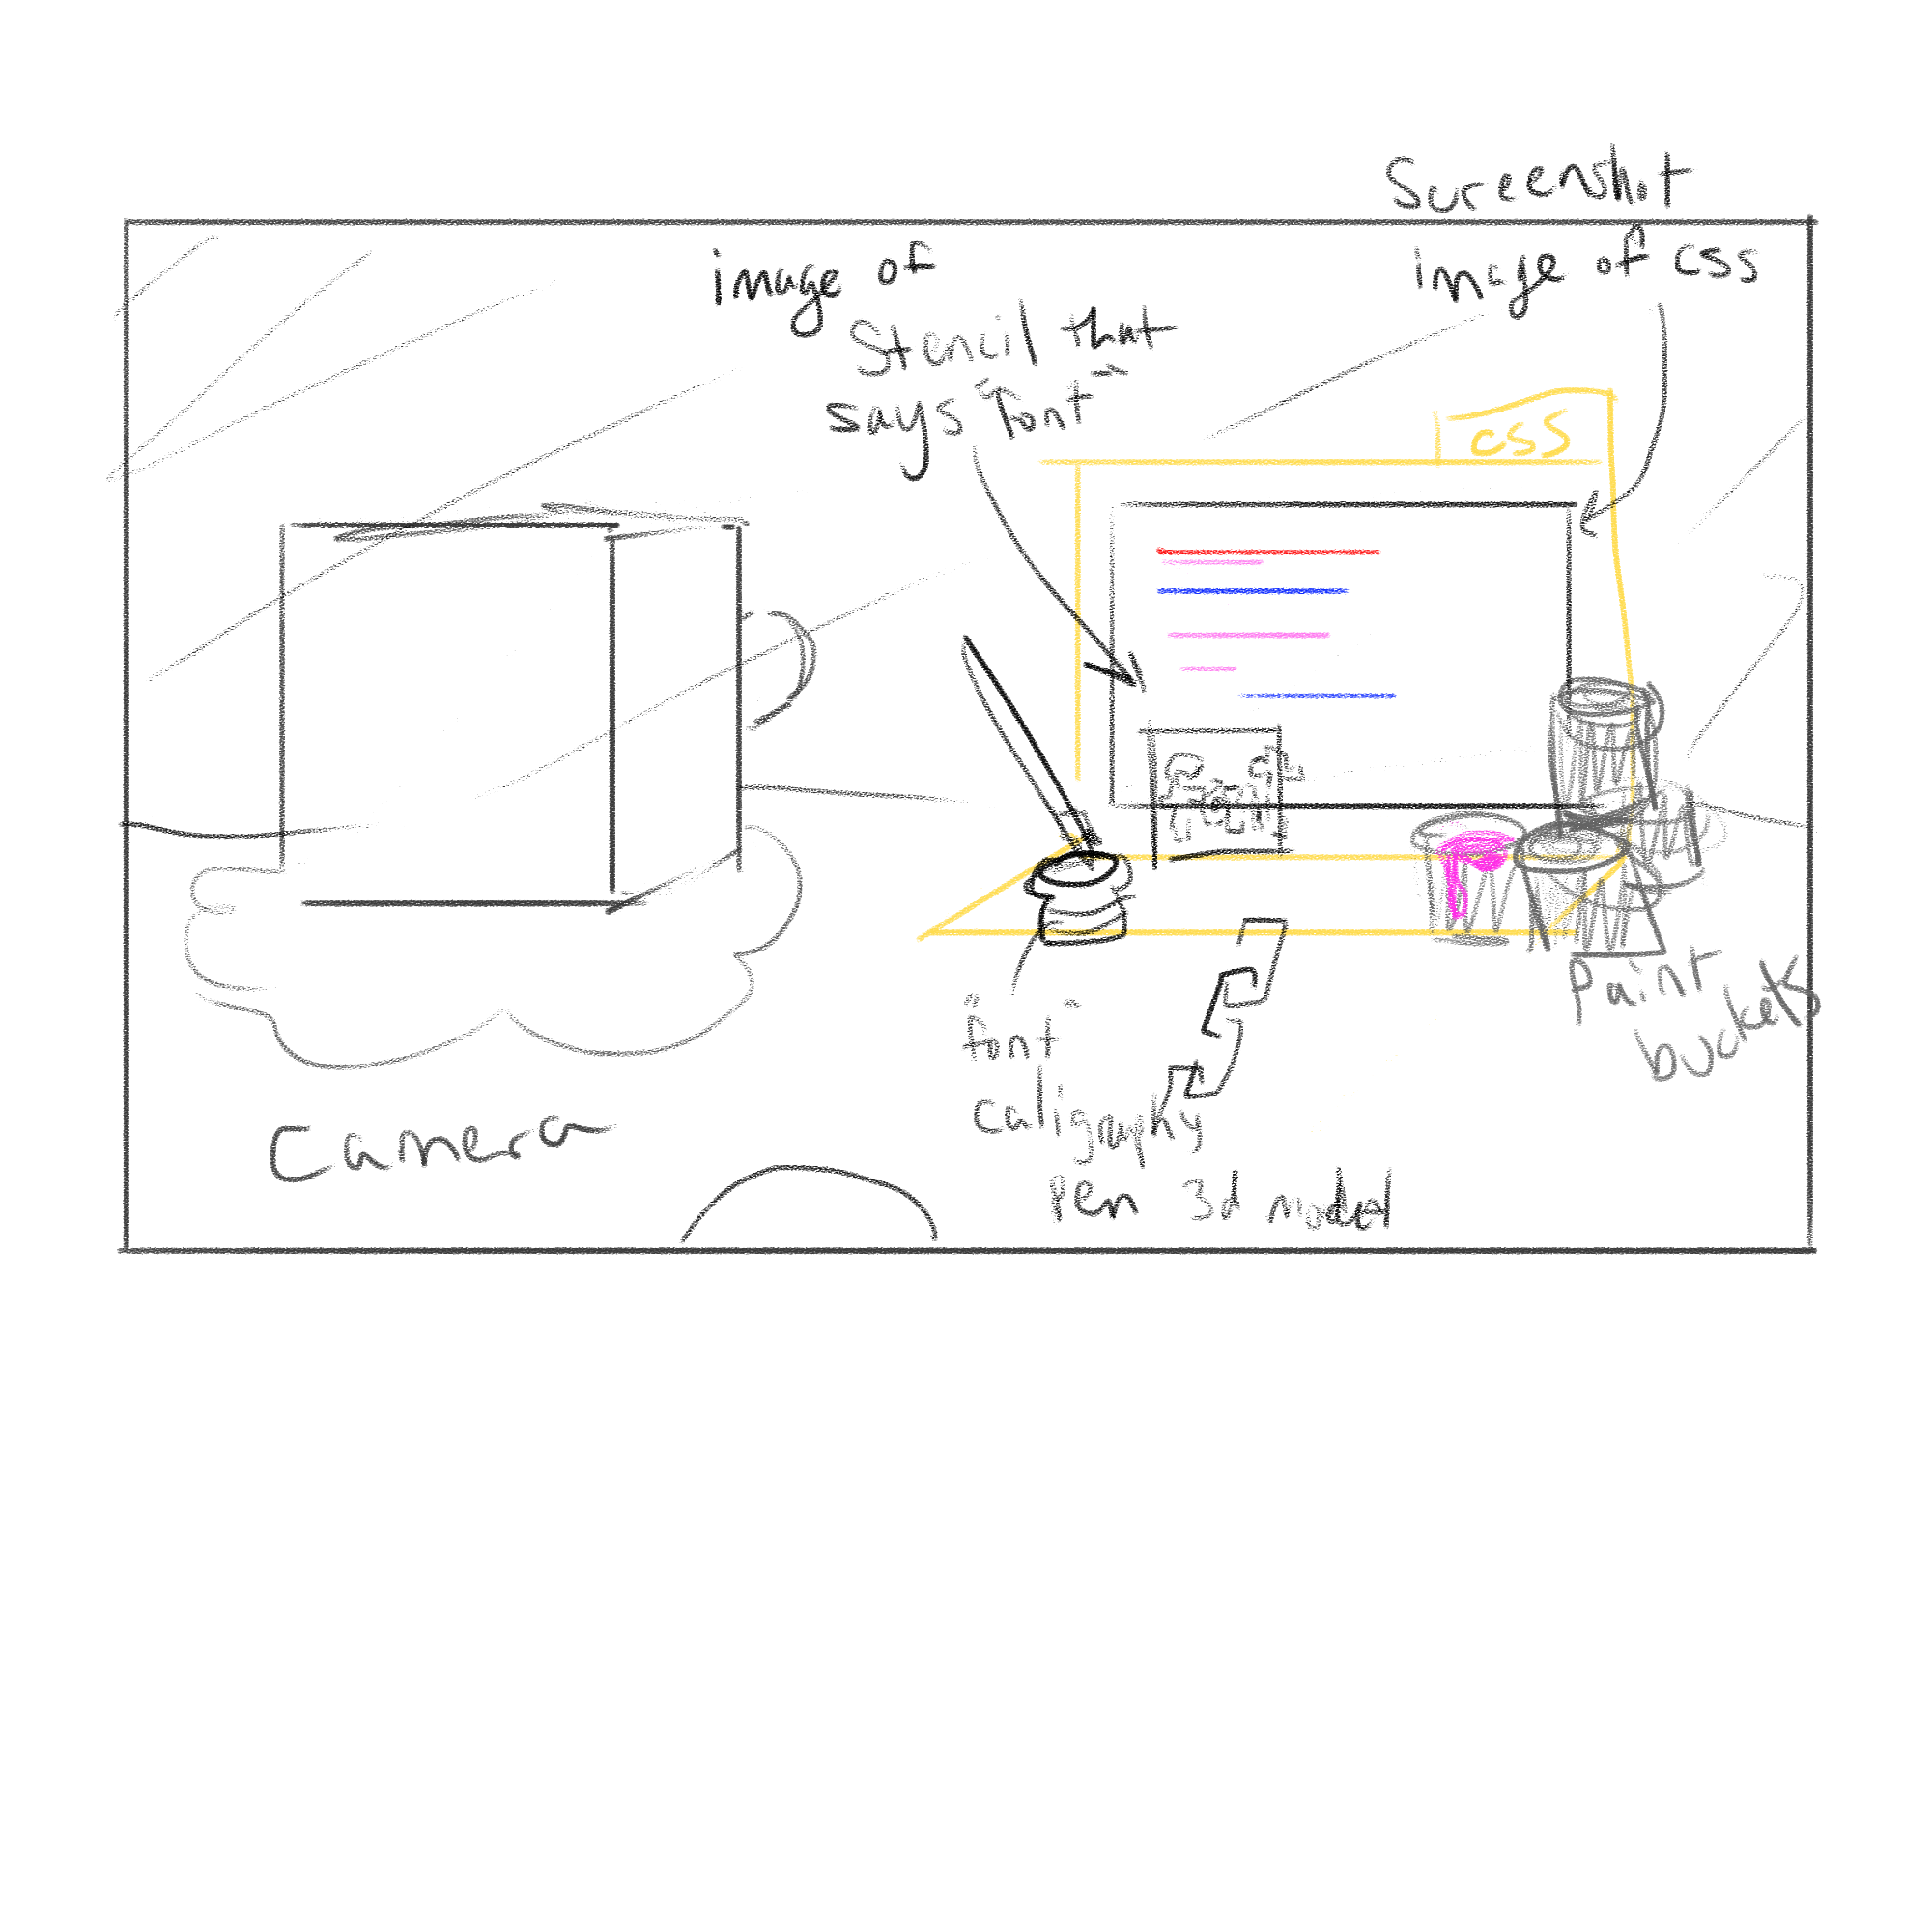 Screenshot
image of css
image of
stencil that
says "font"
css
font
"font"
caligraphy
pen 3d model
Paint
buckets
Camera